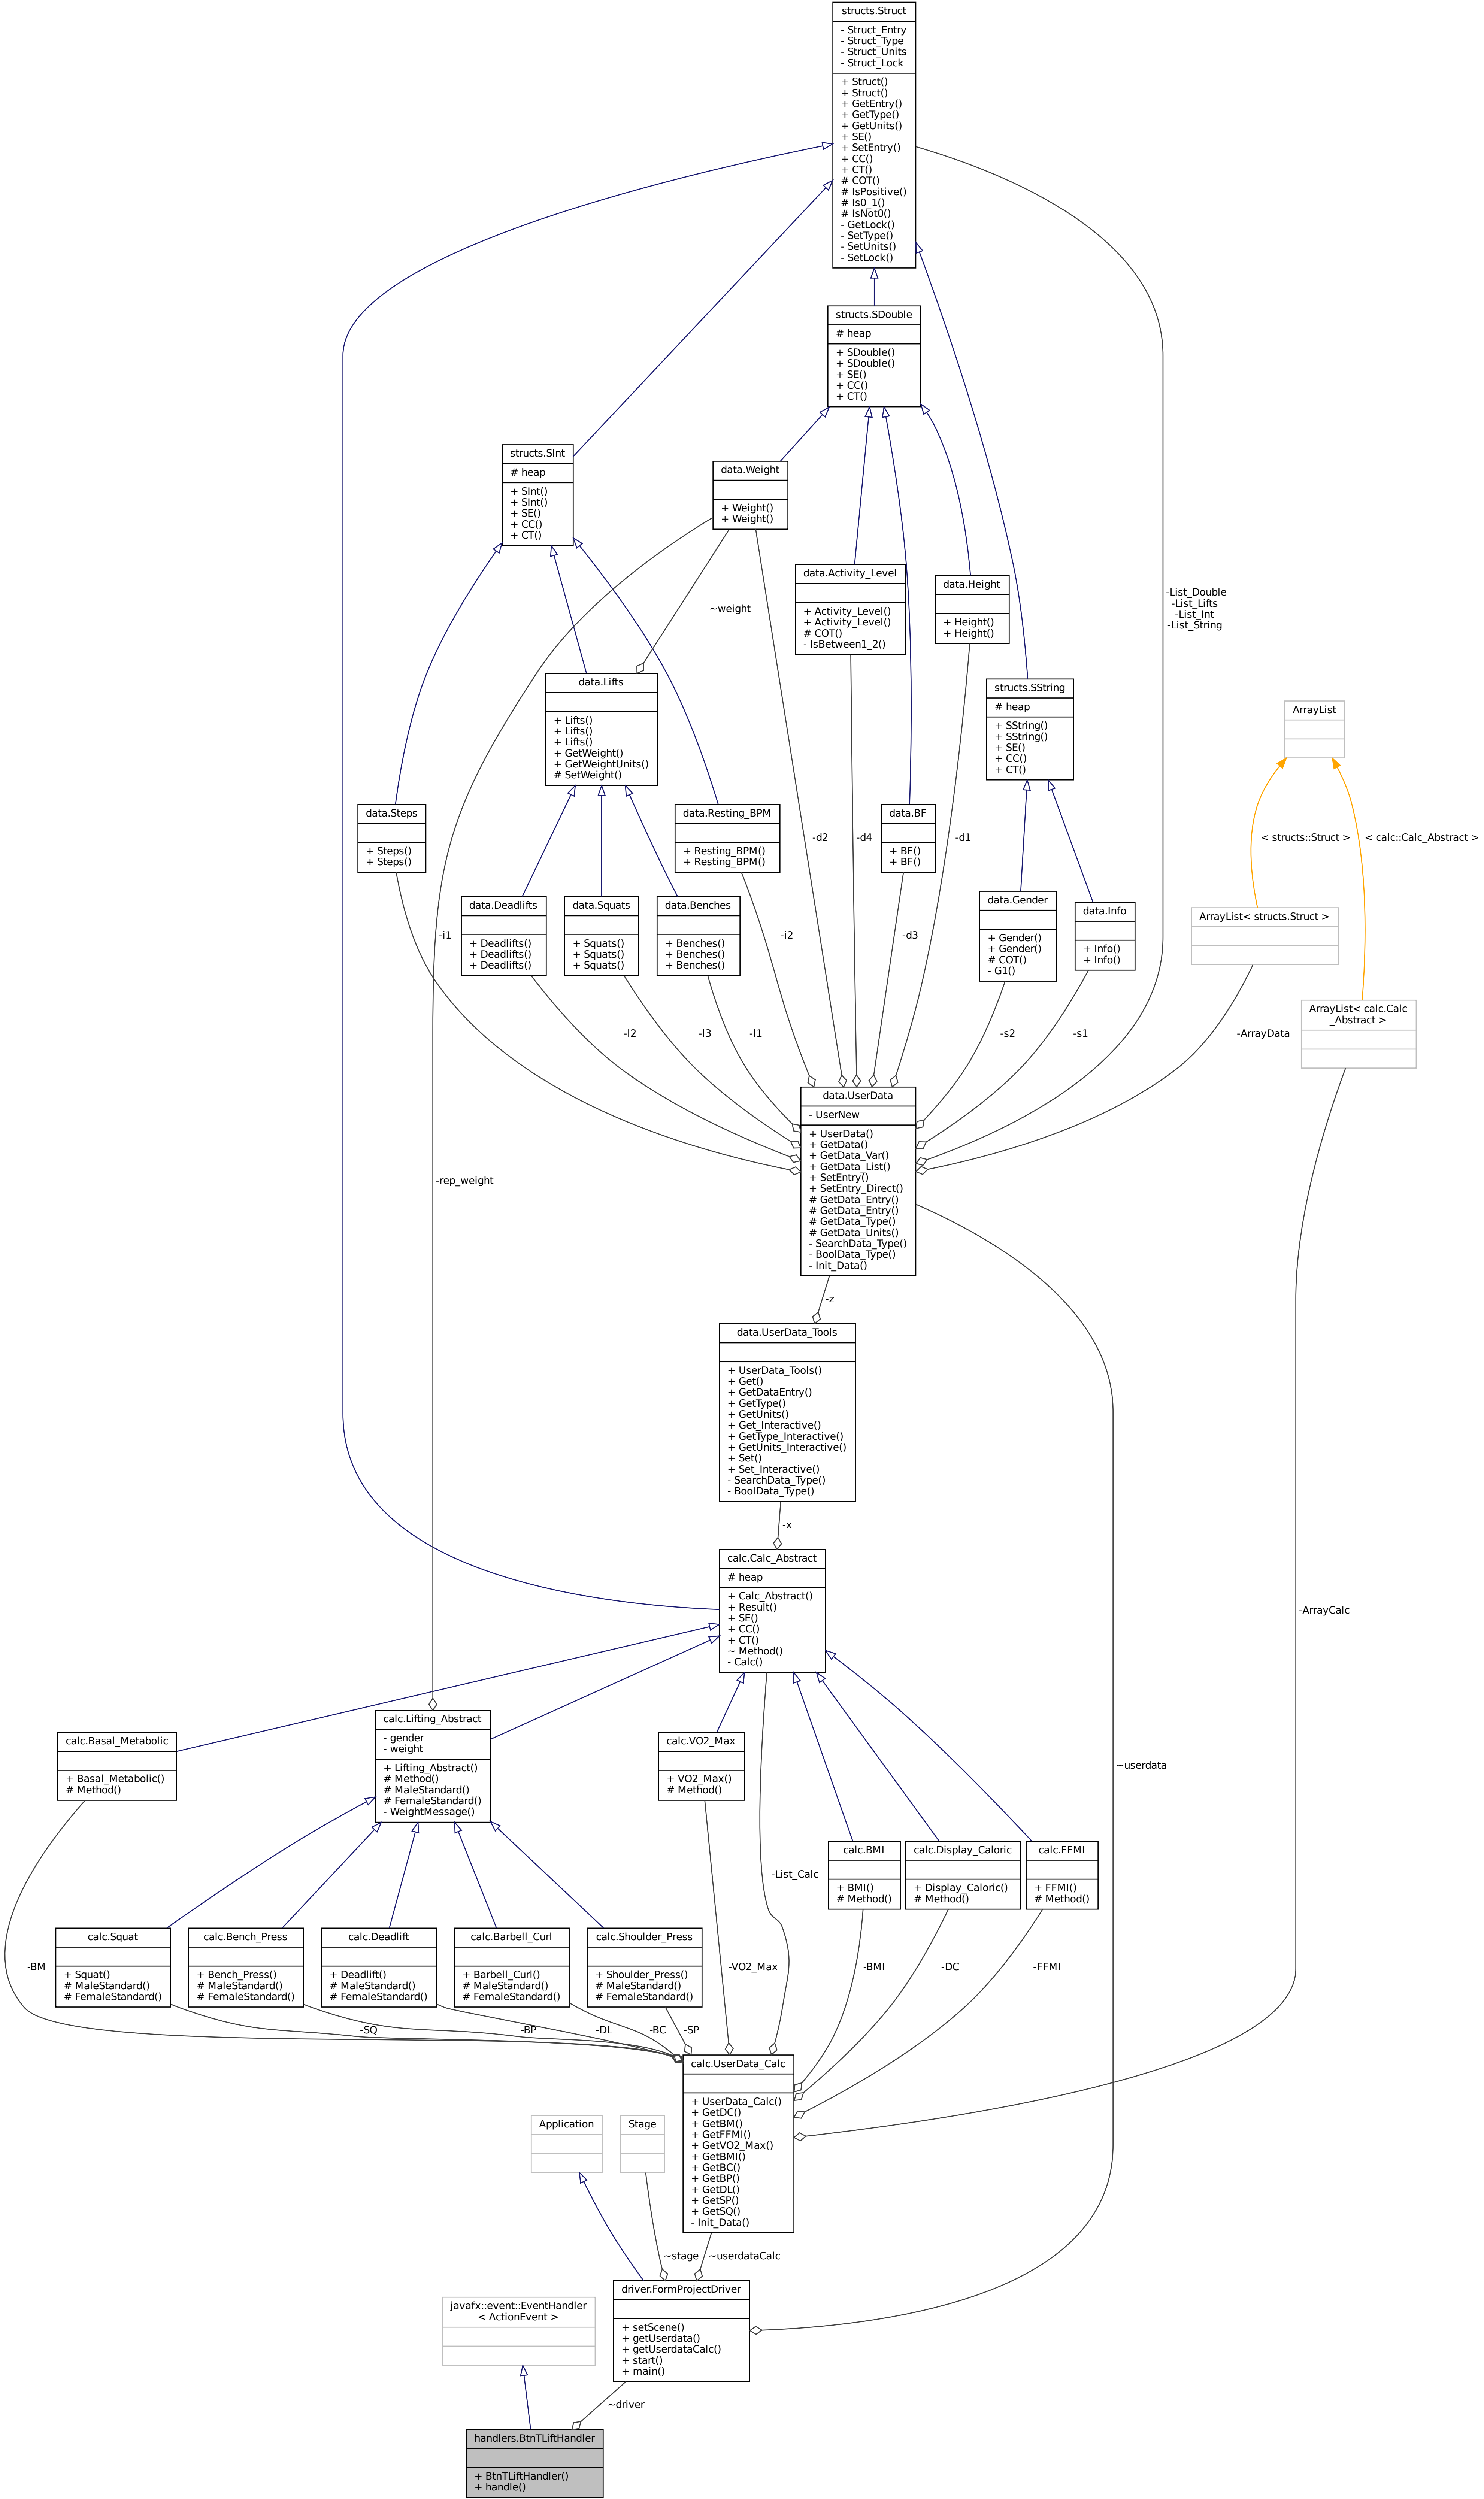 structs.Struct
- Struct_Entry
- Struct_Type
- Struct_Units
- Struct_Lock
+ Struct()
+ Struct()
+ GetEntry()
+ GetType()
+ GetUnits()
+ SE()
+ SetEntry()
+ CC()
+ CT()
# COT()
# IsPositive()
# Is0_1()
# IsNot0()
- GetLock()
- SetType()
- SetUnits()
- SetLock()
structs.SDouble
# heap
+ SDouble()
+ SDouble()
+ SE()
+ CC()
+ CT()
structs.SInt
# heap
+ SInt()
+ SInt()
+ SE()
+ CC()
+ CT()
data.Weight
+ Weight()
+ Weight()
data.Activity_Level
+ Activity_Level()
+ Activity_Level()
# COT()
- IsBetween1_2()
data.Height
+ Height()
+ Height()
~weight
-List_Double
-List_Lifts
-List_Int
-List_String
data.Lifts
+ Lifts()
+ Lifts()
+ Lifts()
+ GetWeight()
+ GetWeightUnits()
# SetWeight()
structs.SString
# heap
+ SString()
+ SString()
+ SE()
+ CC()
+ CT()
ArrayList
data.Steps
+ Steps()
+ Steps()
data.Resting_BPM
+ Resting_BPM()
+ Resting_BPM()
-d2
-d4
data.BF
+ BF()
+ BF()
-d1
< structs::Struct >
< calc::Calc_Abstract >
data.Deadlifts
+ Deadlifts()
+ Deadlifts()
+ Deadlifts()
data.Squats
+ Squats()
+ Squats()
+ Squats()
data.Benches
+ Benches()
+ Benches()
+ Benches()
data.Gender
+ Gender()
+ Gender()
# COT()
- G1()
data.Info
+ Info()
+ Info()
ArrayList< structs.Struct >
-i1
-i2
-d3
ArrayList< calc.Calc
_Abstract >
-l2
-l3
-l1
-s2
-s1
-ArrayData
data.UserData
- UserNew
+ UserData()
+ GetData()
+ GetData_Var()
+ GetData_List()
+ SetEntry()
+ SetEntry_Direct()
# GetData_Entry()
# GetData_Entry()
# GetData_Type()
# GetData_Units()
- SearchData_Type()
- BoolData_Type()
- Init_Data()
-rep_weight
-z
data.UserData_Tools
+ UserData_Tools()
+ Get()
+ GetDataEntry()
+ GetType()
+ GetUnits()
+ Get_Interactive()
+ GetType_Interactive()
+ GetUnits_Interactive()
+ Set()
+ Set_Interactive()
- SearchData_Type()
- BoolData_Type()
-x
calc.Calc_Abstract
# heap
+ Calc_Abstract()
+ Result()
+ SE()
+ CC()
+ CT()
~ Method()
- Calc()
-ArrayCalc
calc.Basal_Metabolic
+ Basal_Metabolic()
# Method()
calc.Lifting_Abstract
- gender
- weight
+ Lifting_Abstract()
# Method()
# MaleStandard()
# FemaleStandard()
- WeightMessage()
calc.VO2_Max
+ VO2_Max()
# Method()
~userdata
-List_Calc
calc.BMI
+ BMI()
# Method()
calc.Display_Caloric
+ Display_Caloric()
# Method()
calc.FFMI
+ FFMI()
# Method()
calc.Squat
+ Squat()
# MaleStandard()
# FemaleStandard()
calc.Bench_Press
+ Bench_Press()
# MaleStandard()
# FemaleStandard()
calc.Deadlift
+ Deadlift()
# MaleStandard()
# FemaleStandard()
calc.Barbell_Curl
+ Barbell_Curl()
# MaleStandard()
# FemaleStandard()
calc.Shoulder_Press
+ Shoulder_Press()
# MaleStandard()
# FemaleStandard()
-BM
-VO2_Max
-BMI
-DC
-FFMI
-SQ
-BP
-DL
-BC
-SP
calc.UserData_Calc
+ UserData_Calc()
+ GetDC()
+ GetBM()
+ GetFFMI()
+ GetVO2_Max()
+ GetBMI()
+ GetBC()
+ GetBP()
+ GetDL()
+ GetSP()
+ GetSQ()
- Init_Data()
Application
Stage
~stage
~userdataCalc
driver.FormProjectDriver
+ setScene()
+ getUserdata()
+ getUserdataCalc()
+ start()
+ main()
javafx::event::EventHandler
< ActionEvent >
~driver
handlers.BtnTLiftHandler
+ BtnTLiftHandler()
+ handle()